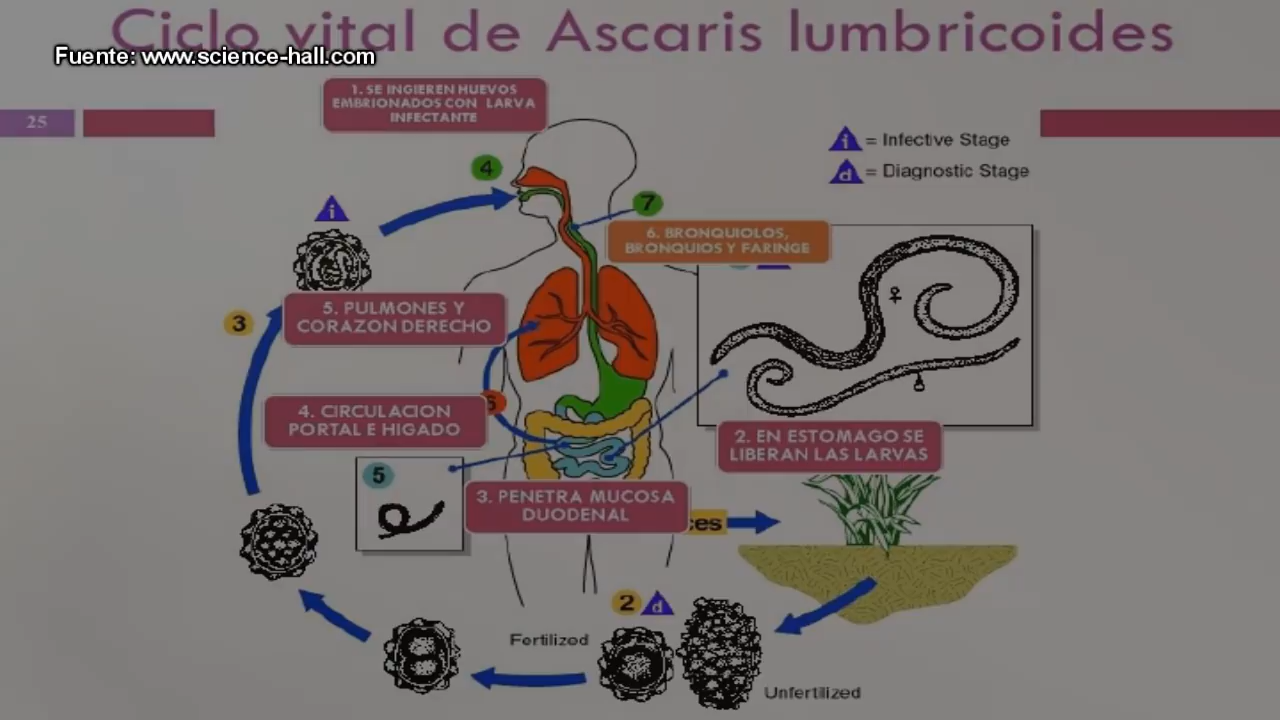 Ciclo vital de Ascaris lumbricoides
Fuente: www.science-hall.com
25
1. SE INGIEREN HUEVOS
EMBRIONADOS CON LARVA
INFECTANTE
i = Infective Stage
d = Diagnostic Stage
4
7
i
6. BRONQUIOLOS,
BRONQUIOS Y FARINGE
3
5. PULMONES Y
CORAZON DERECHO
♀
4. CIRCULACION
PORTAL E HIGADO
6
2. EN ESTOMAGO SE
LIBERAN LAS LARVAS
5
3. PENETRA MUCOSA
DUODENAL
ces
2
d
Fertilized
Unfertilized